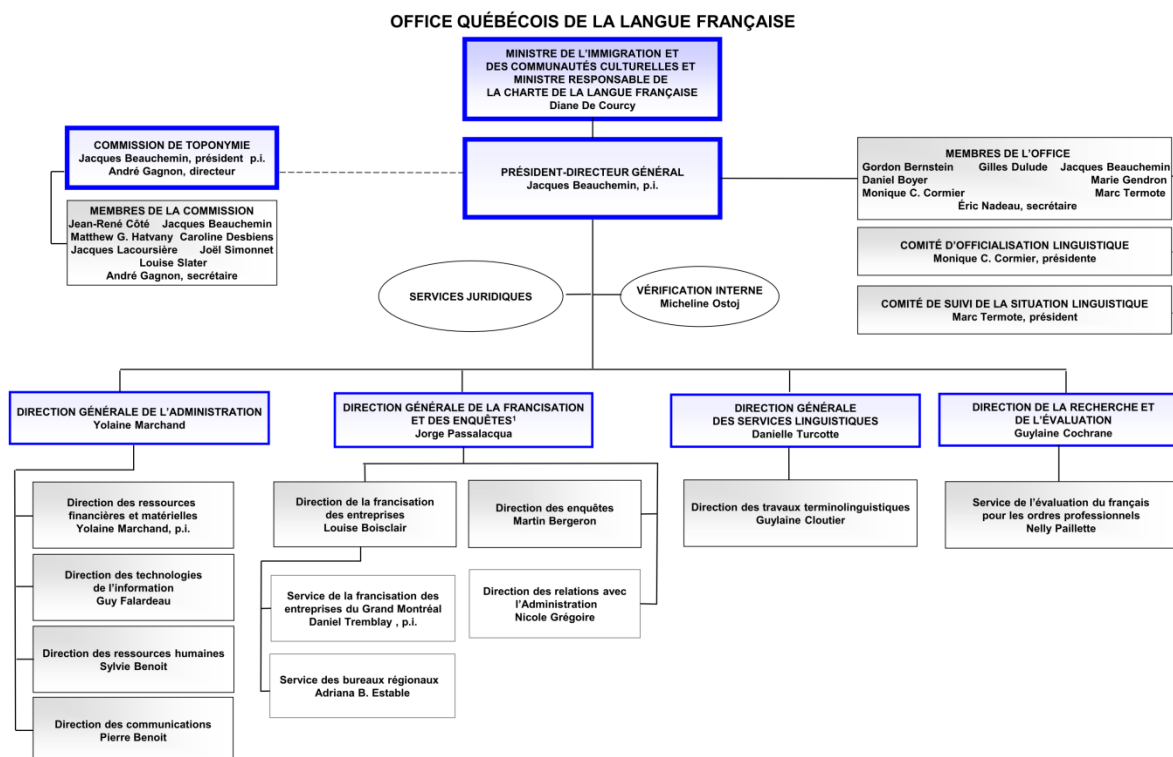 OFFICE QUÉBÉCOIS DE LA LANGUE FRANÇAISE
MINISTRE DE L'IMMIGRATION ET
DES COMMUNAUTÉS CULTURELLES ET
MINISTRE RESPONSABLE DE
LA CHARTE DE LA LANGUE FRANÇAISE
Diane De Courcy
COMMISSION DE TOPONYMIE
Jacques Beauchemin, président p.i.
André Gagnon, directeur
PRÉSIDENT-DIRECTEUR GÉNÉRAL
Jacques Beauchemin, p.i.
MEMBRES DE L'OFFICE
Gordon Bernstein Gilles Dulude Jacques Beauchemin
Daniel Boyer Marie Gendron
Monique C. Cormier Marc Termote
Éric Nadeau, secrétaire
MEMBRES DE LA COMMISSION
Jean-René Côté Jacques Beauchemin
Matthew G. Hatvany Caroline Desbiens
Jacques Lacoursière Joël Simonnet
Louise Slater
André Gagnon, secrétaire
COMITÉ D'OFFICIALISATION LINGUISTIQUE
Monique C. Cormier, présidente
COMITÉ DE SUIVI DE LA SITUATION LINGUISTIQUE
Marc Termote, président
SERVICES JURIDIQUES
VÉRIFICATION INTERNE
Micheline Ostoj
DIRECTION GÉNÉRALE DE L'ADMINISTRATION
Yolaine Marchand
DIRECTION GÉNÉRALE DE LA FRANCISATION
ET DES ENQUÊTES¹
Jorge Passalacqua
DIRECTION GÉNÉRALE
DES SERVICES LINGUISTIQUES
Danielle Turcotte
DIRECTION DE LA RECHERCHE ET
DE L'ÉVALUATION
Guylaine Cochrane
Direction des ressources
financières et matérielles
Yolaine Marchand, p.i.
Direction des technologies
de l'information
Guy Falardeau
Direction des ressources humaines
Sylvie Benoit
Direction des communications
Pierre Benoit
Direction de la francisation
des entreprises
Louise Boisclair
Service de la francisation des
entreprises du Grand Montréal
Daniel Tremblay , p.i.
Service des bureaux régionaux
Adriana B. Estable
Direction des enquêtes
Martin Bergeron
Direction des relations avec
l'Administration
Nicole Grégoire
Direction des travaux terminolinguistiques
Guylaine Cloutier
Service de l'évaluation du français
pour les ordres professionnels
Nelly Paillette